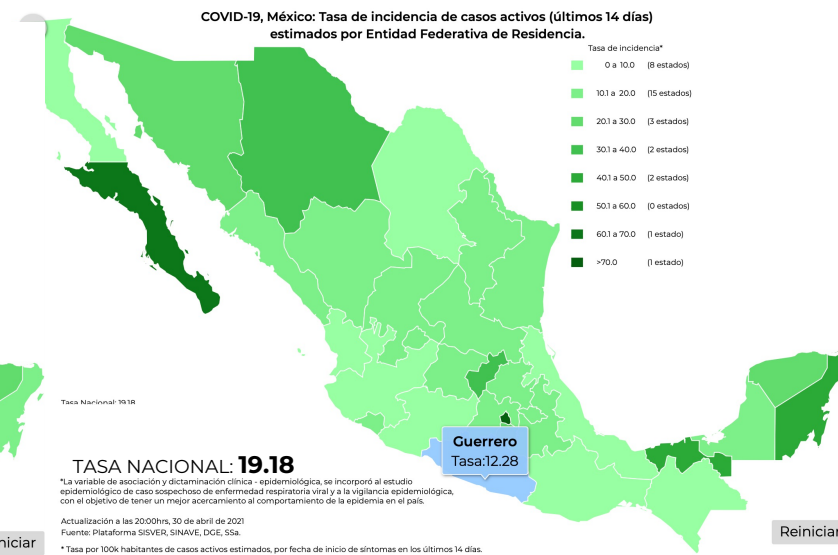 COVID-19, México: Tasa de incidencia de casos activos (últimos 14 días)
estimados por Entidad Federativa de Residencia.
Tasa de incidencia*
0 a 10.0 (8 estados)
10.1 a 20.0 (15 estados)
20.1 a 30.0 (3 estados)
30.1 a 40.0 (2 estados)
40.1 a 50.0 (2 estados)
50.1 a 60.0 (0 estados)
60.1 a 70.0 (1 estado)
>70.0 (1 estado)
Tasa Nacional: 19.18
Guerrero
Tasa:12.28
TASA NACIONAL: 19.18
*La variable de asociación y dictaminación clínica - epidemiológica, se incorporó al estudio
epidemiológico de caso sospechoso de enfermedad respiratoria viral y a la vigilancia epidemiológica,
con el objetivo de tener un mejor acercamiento al comportamiento de la epidemia en el país.
Actualización a las 20:00hrs, 30 de abril de 2021
Fuente: Plataforma SISVER, SINAVE, DGE, SSa.
niciar
Reiniciar
* Tasa por 100k habitantes de casos activos estimados, por fecha de inicio de síntomas en los últimos 14 días.